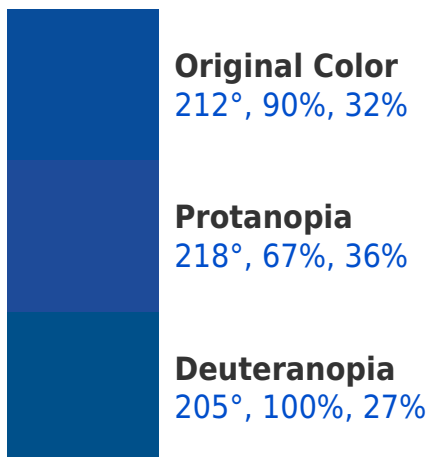 Original Color
212°, 90%, 32%
Protanopia
218°, 67%, 36%
Deuteranopia
205°, 100%, 27%